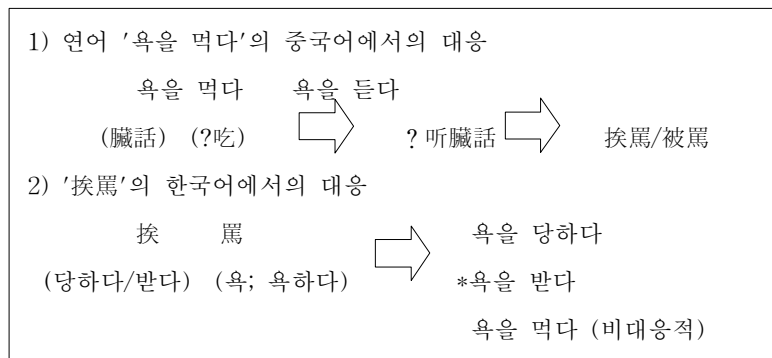 1) 연어 '욕을 먹다'의 중국어에서의 대응
욕을 먹다 욕을 듣다
(臟話) (?吃) ? 听臟話 挨罵/被罵
2) '挨罵'의 한국어에서의 대응
挨 罵 욕을 당하다
(당하다/받다) (욕; 욕하다) *욕을 받다
욕을 먹다 (비대응적)